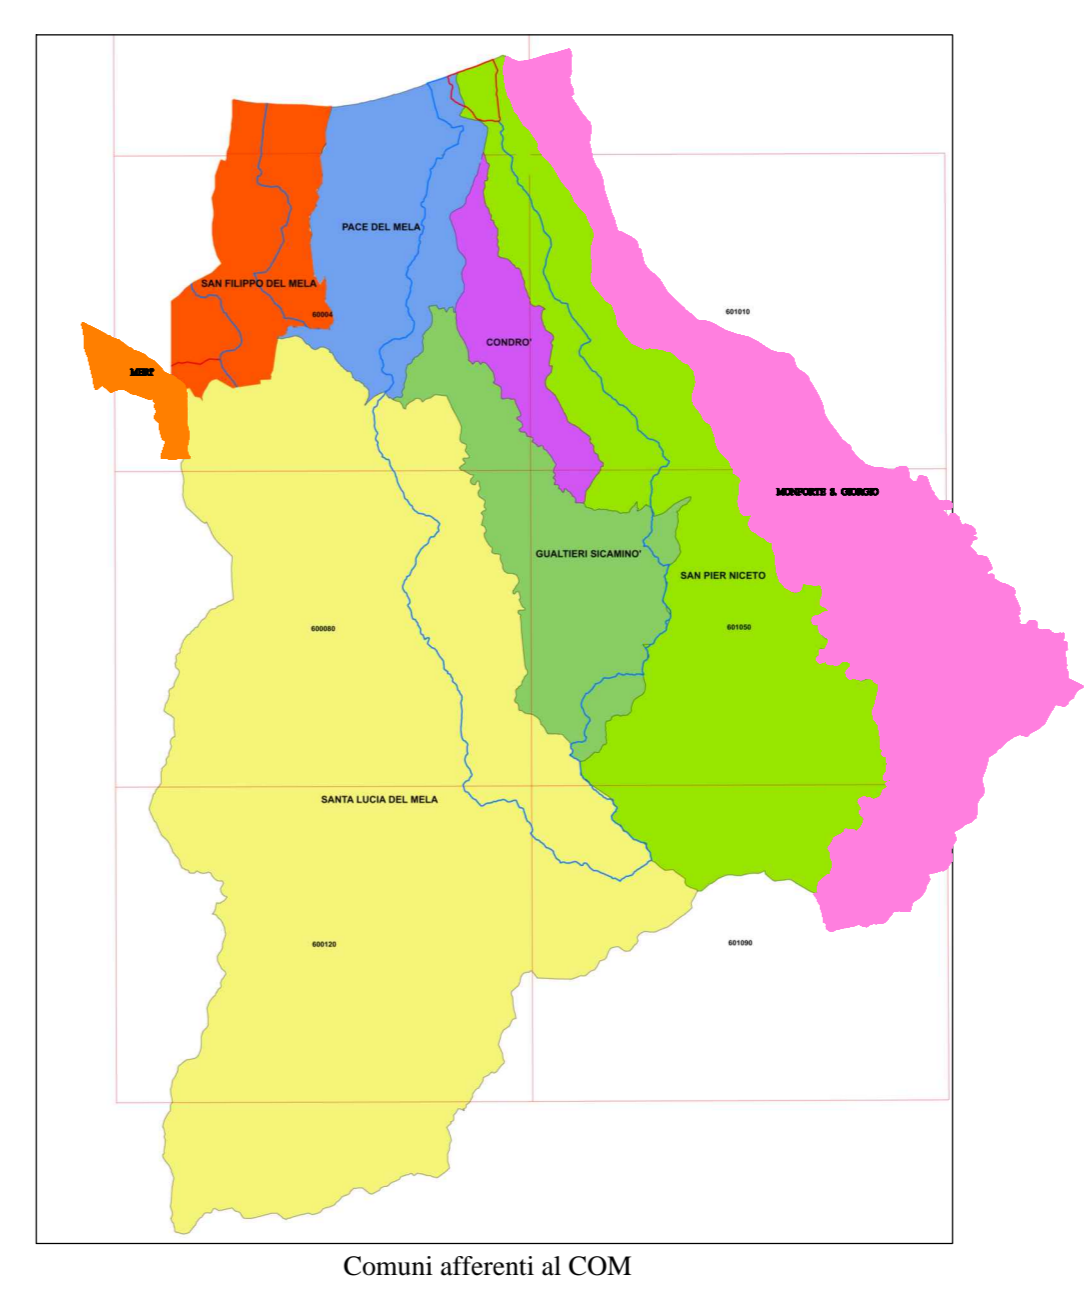 PACE DEL MELA
SAN FILIPPO DEL MELA
60004
601010
CONDRO'
MERI'
MONFORTE S. GIORGIO
GUALTIERI SICAMINO'
SAN PIER NICETO
600080
601050
SANTA LUCIA DEL MELA
600120
601090
Comuni afferenti al COM